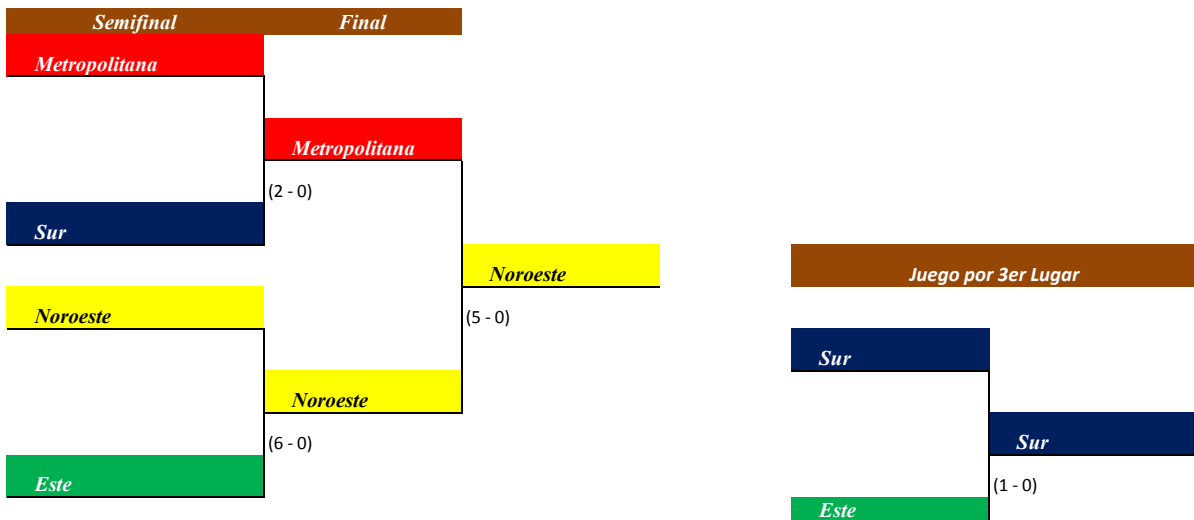 Semifinal Final
Metropolitana
Metropolitana
(2 - 0)
Sur
Noroeste
Noroeste
(5 - 0)
Noroeste
(6 - 0)
Este
Juego por 3er Lugar
Sur
Sur
(1 - 0)
Este